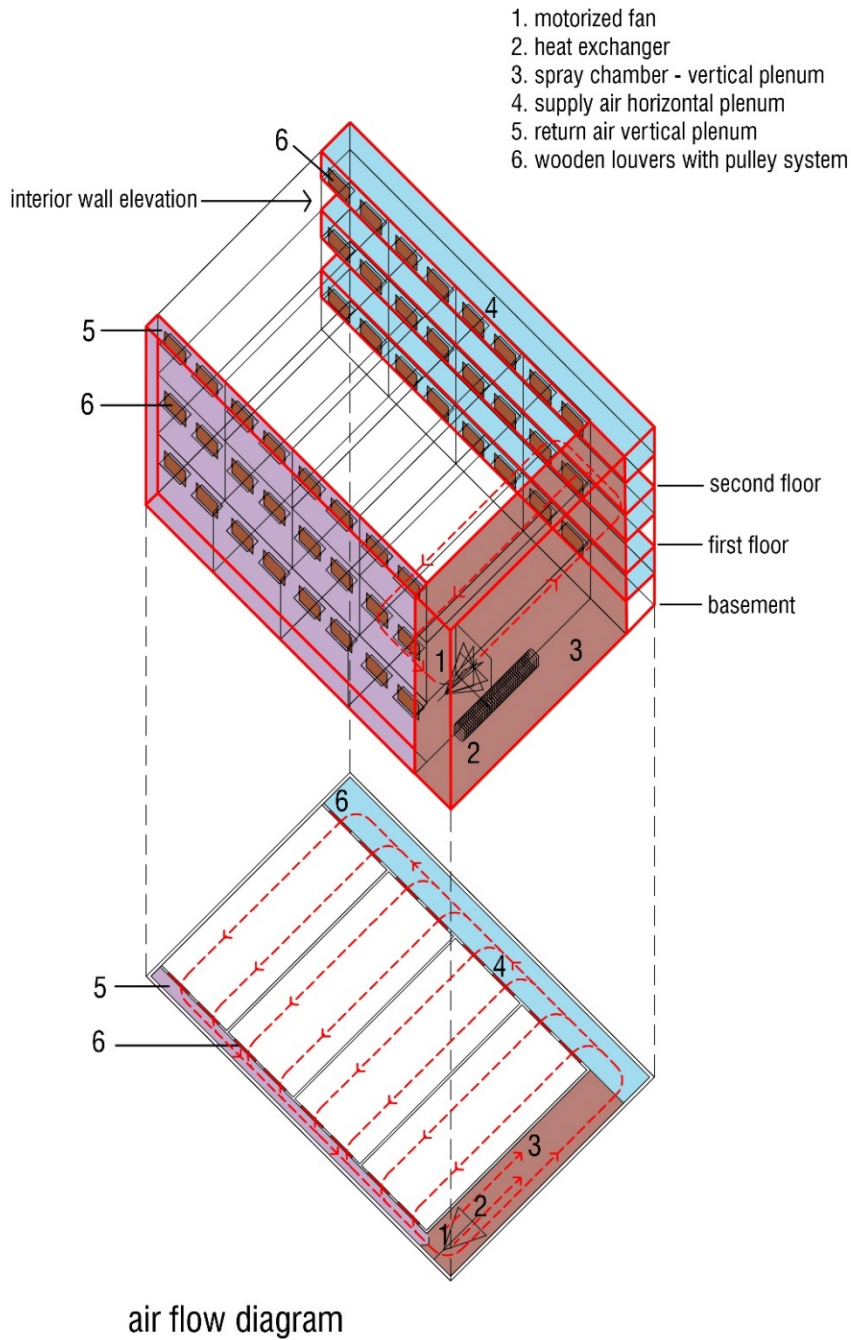 1. motorized fan
2. heat exchanger
3. spray chamber - vertical plenum
4. supply air horizontal plenum
5. return air vertical plenum
6. wooden louvers with pulley system
6
interior wall elevation
4
5
6
second floor
first floor
basement
1
3
2
6
4
5
6
3
2
1
air flow diagram